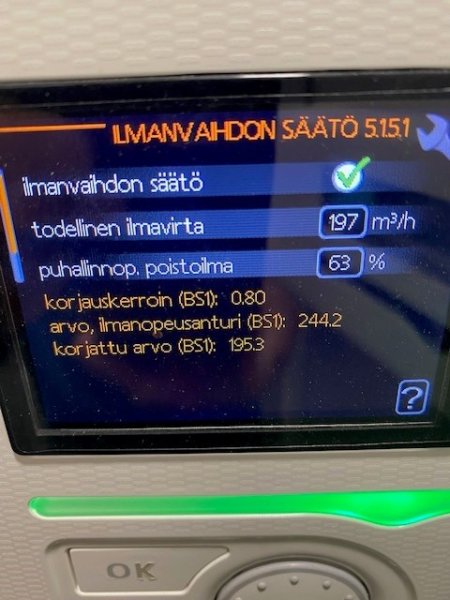 ILMANVAIHDON SÄÄTÖ 5.1.5.1
ilmanvaihdon säätö
todellinen ilmavirta 197 m³/h
puhallinnop. poistoilma 63 %
korjauskerroin (BS1): 0.80
arvo, ilmanopeusanturi (BS1): 244.2
korjattu arvo (BS1): 195.3
?
OK